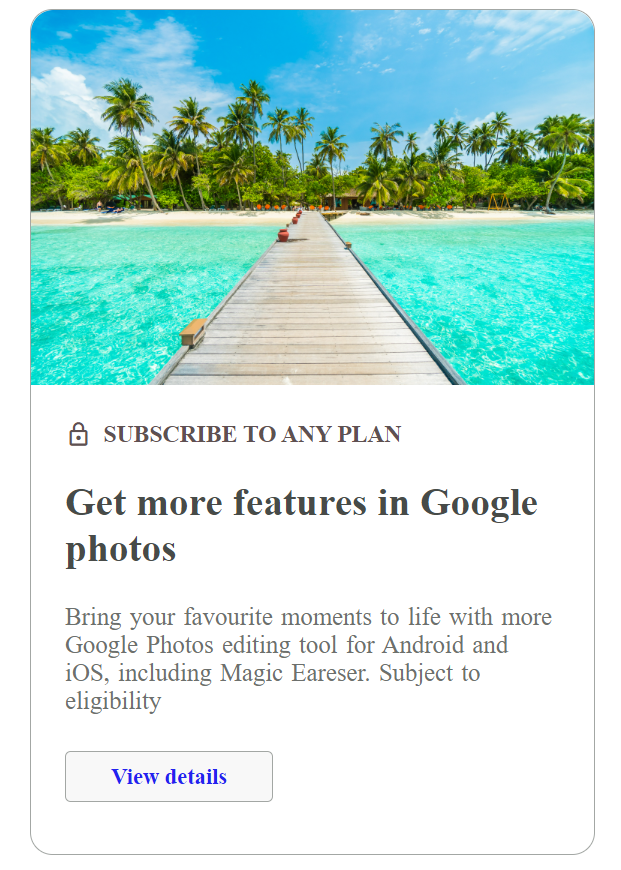 SUBSCRIBE TO ANY PLAN
Get more features in Google
photos
Bring your favourite moments to life with more
Google Photos editing tool for Android and
iOS, including Magic Eareser. Subject to
eligibility
View details